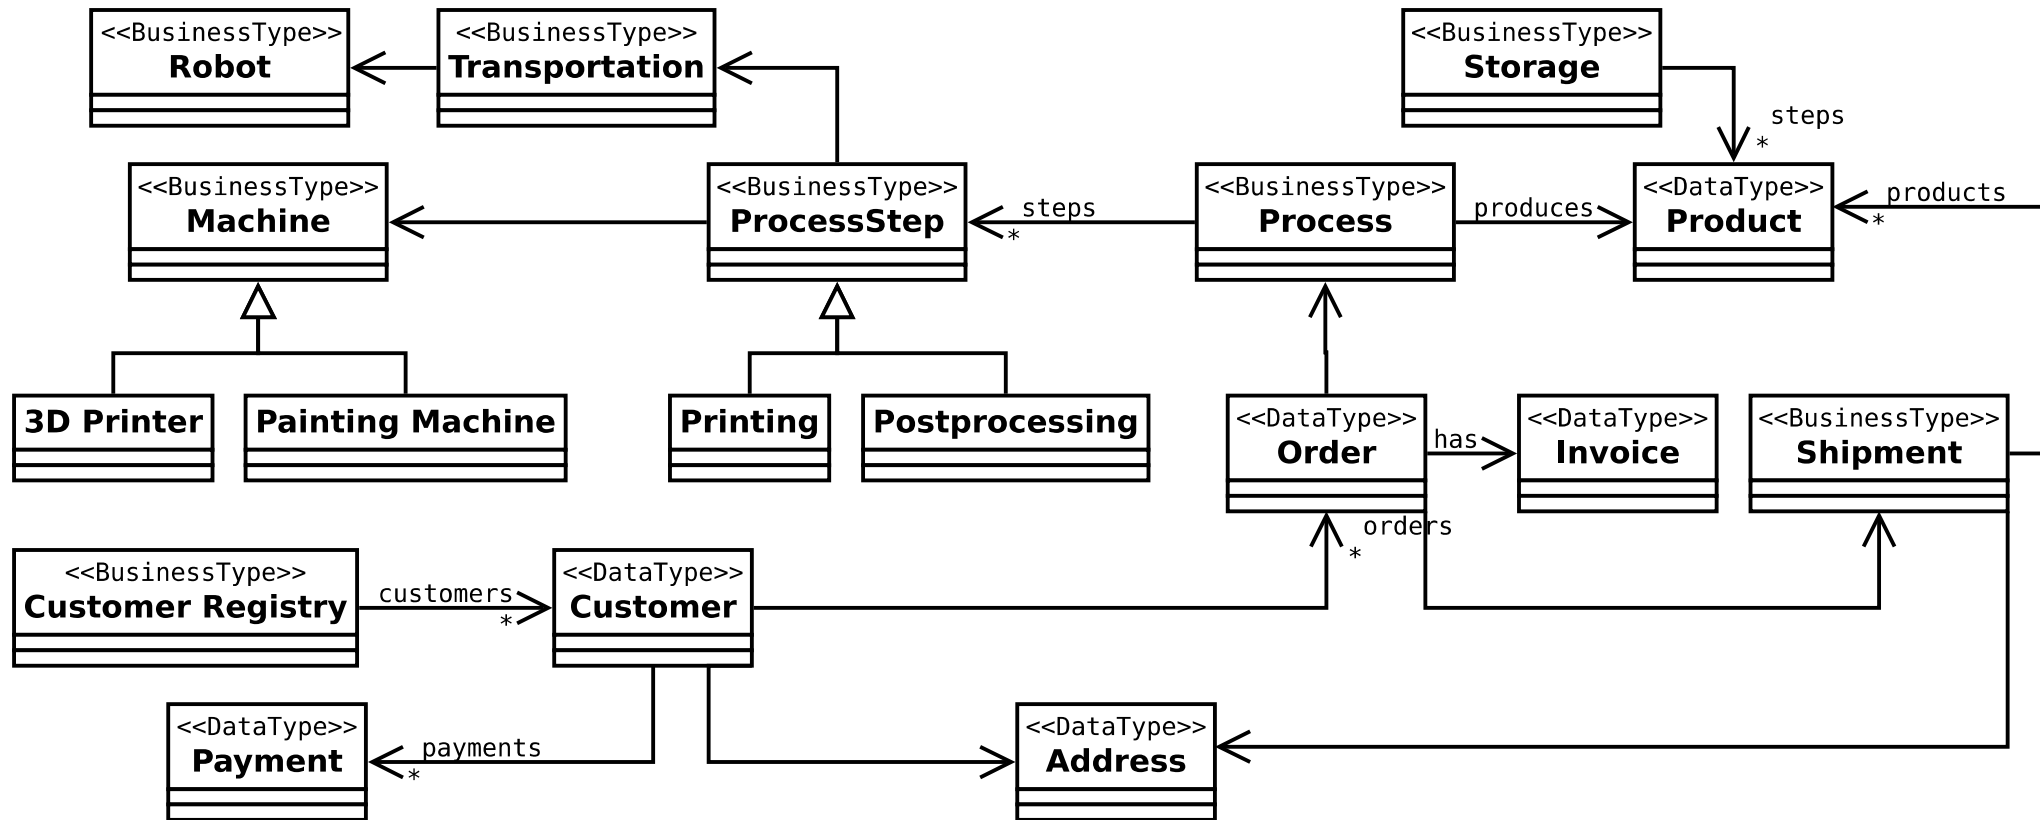 <<BusinessType>>
Robot
<<BusinessType>>
Transportation
<<BusinessType>>
Storage
steps
*
<<BusinessType>>
Machine
<<BusinessType>>
ProcessStep
steps
*
<<BusinessType>>
Process
produces
<<DataType>>
Product
products
*
3D Printer
Painting Machine
Printing
Postprocessing
<<DataType>>
Order
has
<<DataType>>
Invoice
<<BusinessType>>
Shipment
orders
*
<<BusinessType>>
Customer Registry
customers
*
<<DataType>>
Customer
<<DataType>>
Payment
payments
*
<<DataType>>
Address